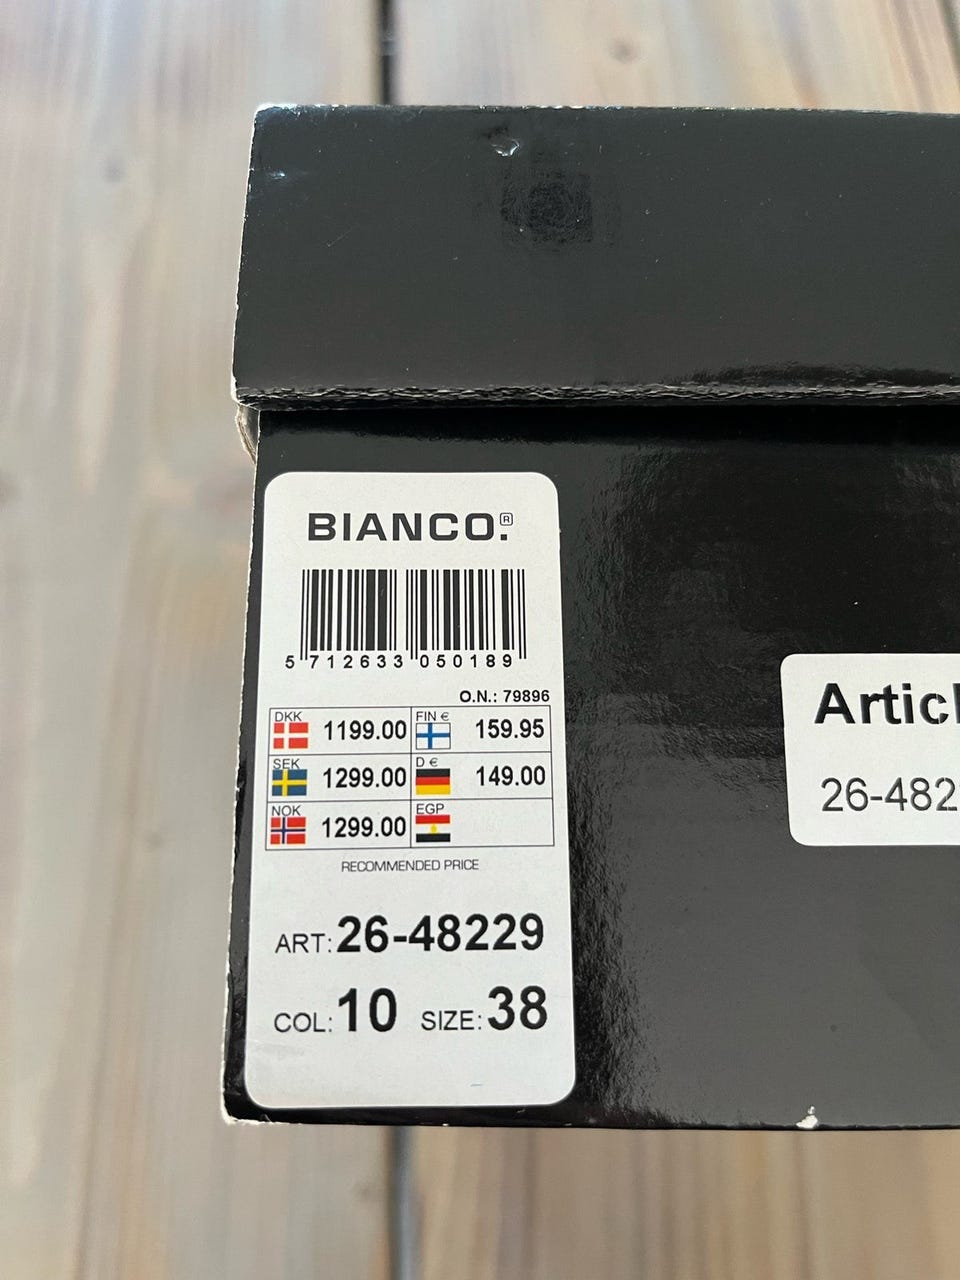 BIANCO.®
5 712633 050189
O.N.: 79896
DKK 1199.00 FIN € 159.95
SEK 1299.00 D € 149.00
NOK 1299.00 EGP
RECOMMENDED PRICE
ART: 26-48229
COL: 10 SIZE: 38
Articl
26-482